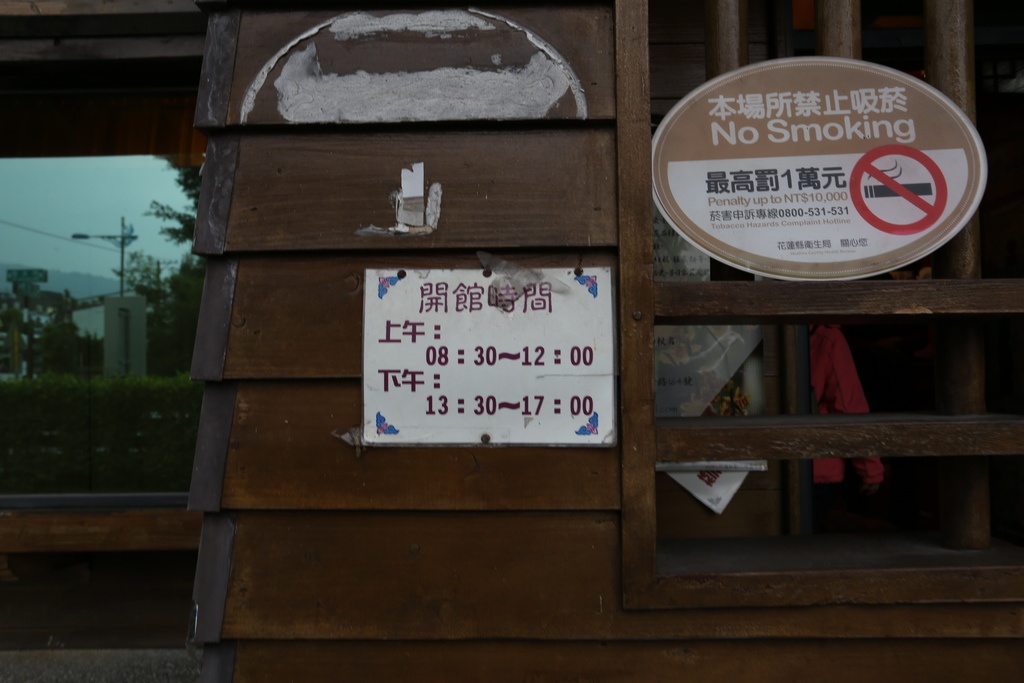 開館時間
上午：
08：30～12：00
下午：
13：30～17：00
本場所禁止吸菸
No Smoking
最高罰1萬元
Penalty up to NT$10,000
菸害申訴專線0800-531-531
Tobacco Hazards Complaint Hotline
花蓮縣衛生局 關心您